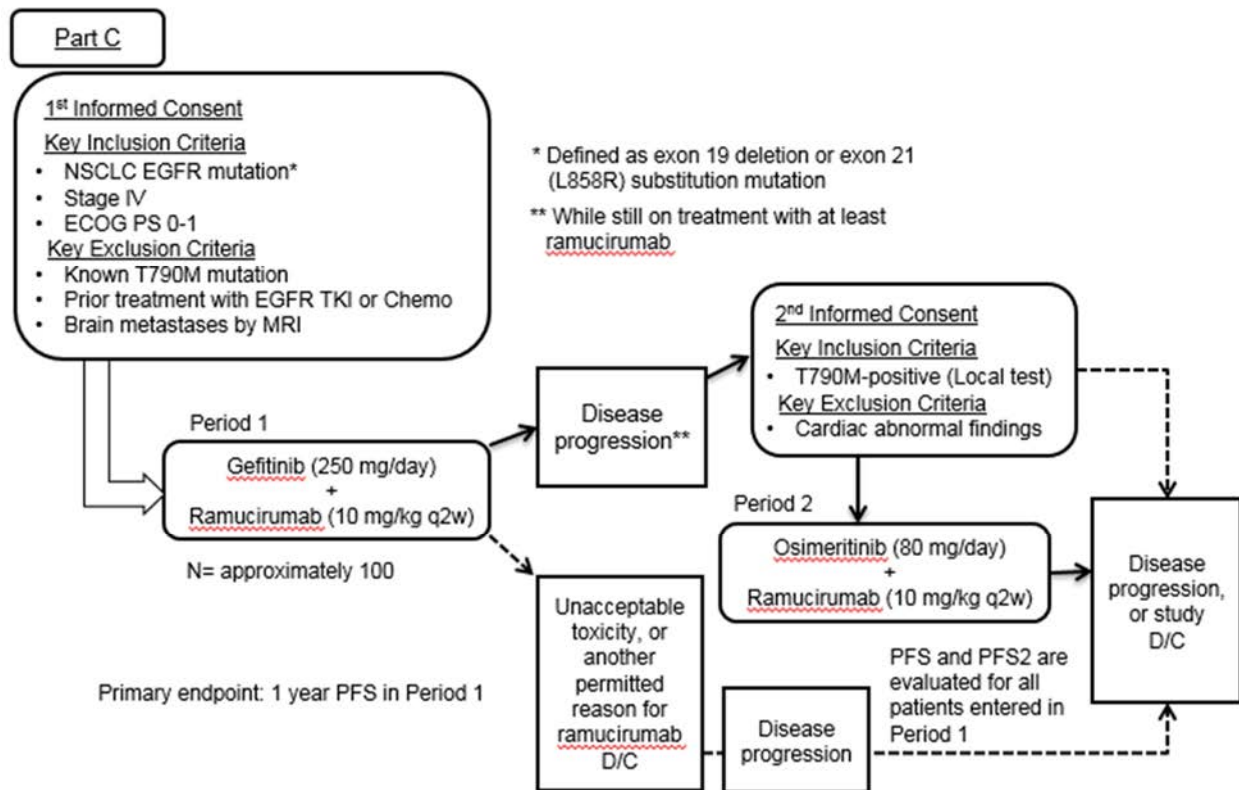 Part C
1st Informed Consent
Key Inclusion Criteria
• NSCLC EGFR mutation*
• Stage IV
• ECOG PS 0-1
Key Exclusion Criteria
• Known T790M mutation
• Prior treatment with EGFR TKI or Chemo
• Brain metastases by MRI
* Defined as exon 19 deletion or exon 21
(L858R) substitution mutation
** While still on treatment with at least
ramucirumab
Period 1
Gefitinib (250 mg/day)
+
Ramucirumab (10 mg/kg q2w)
N= approximately 100
Primary endpoint: 1 year PFS in Period 1
Disease
progression**
2nd Informed Consent
Key Inclusion Criteria
• T790M-positive (Local test)
Key Exclusion Criteria
• Cardiac abnormal findings
Period 2
Osimeritinib (80 mg/day)
+
Ramucirumab (10 mg/kg q2w)
Unacceptable
toxicity, or
another
permitted
reason for
ramucirumab
D/C
Disease
progression
PFS and PFS2 are
evaluated for all
patients entered in
Period 1
Disease
progression,
or study
D/C